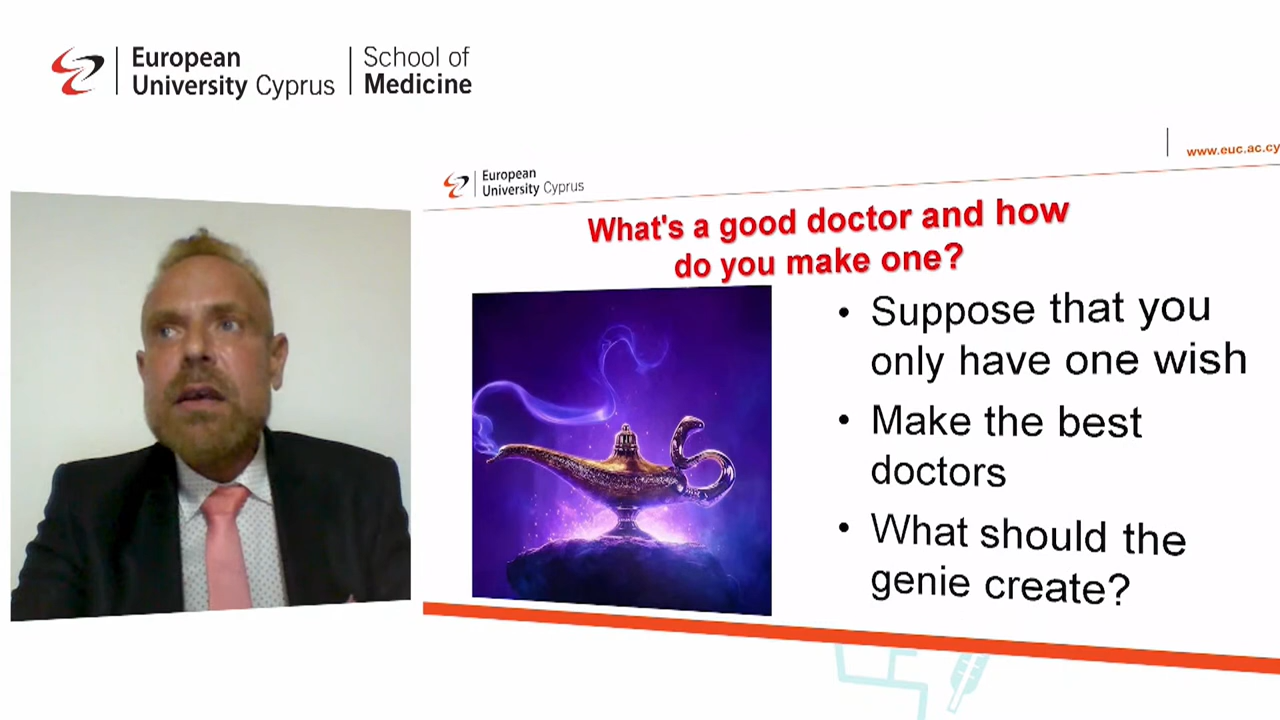 European
University Cyprus
School of
Medicine
www.euc.ac.cy
European
University Cyprus
What's a good doctor and how
do you make one?
• Suppose that you
only have one wish
• Make the best
doctors
• What should the
genie create?